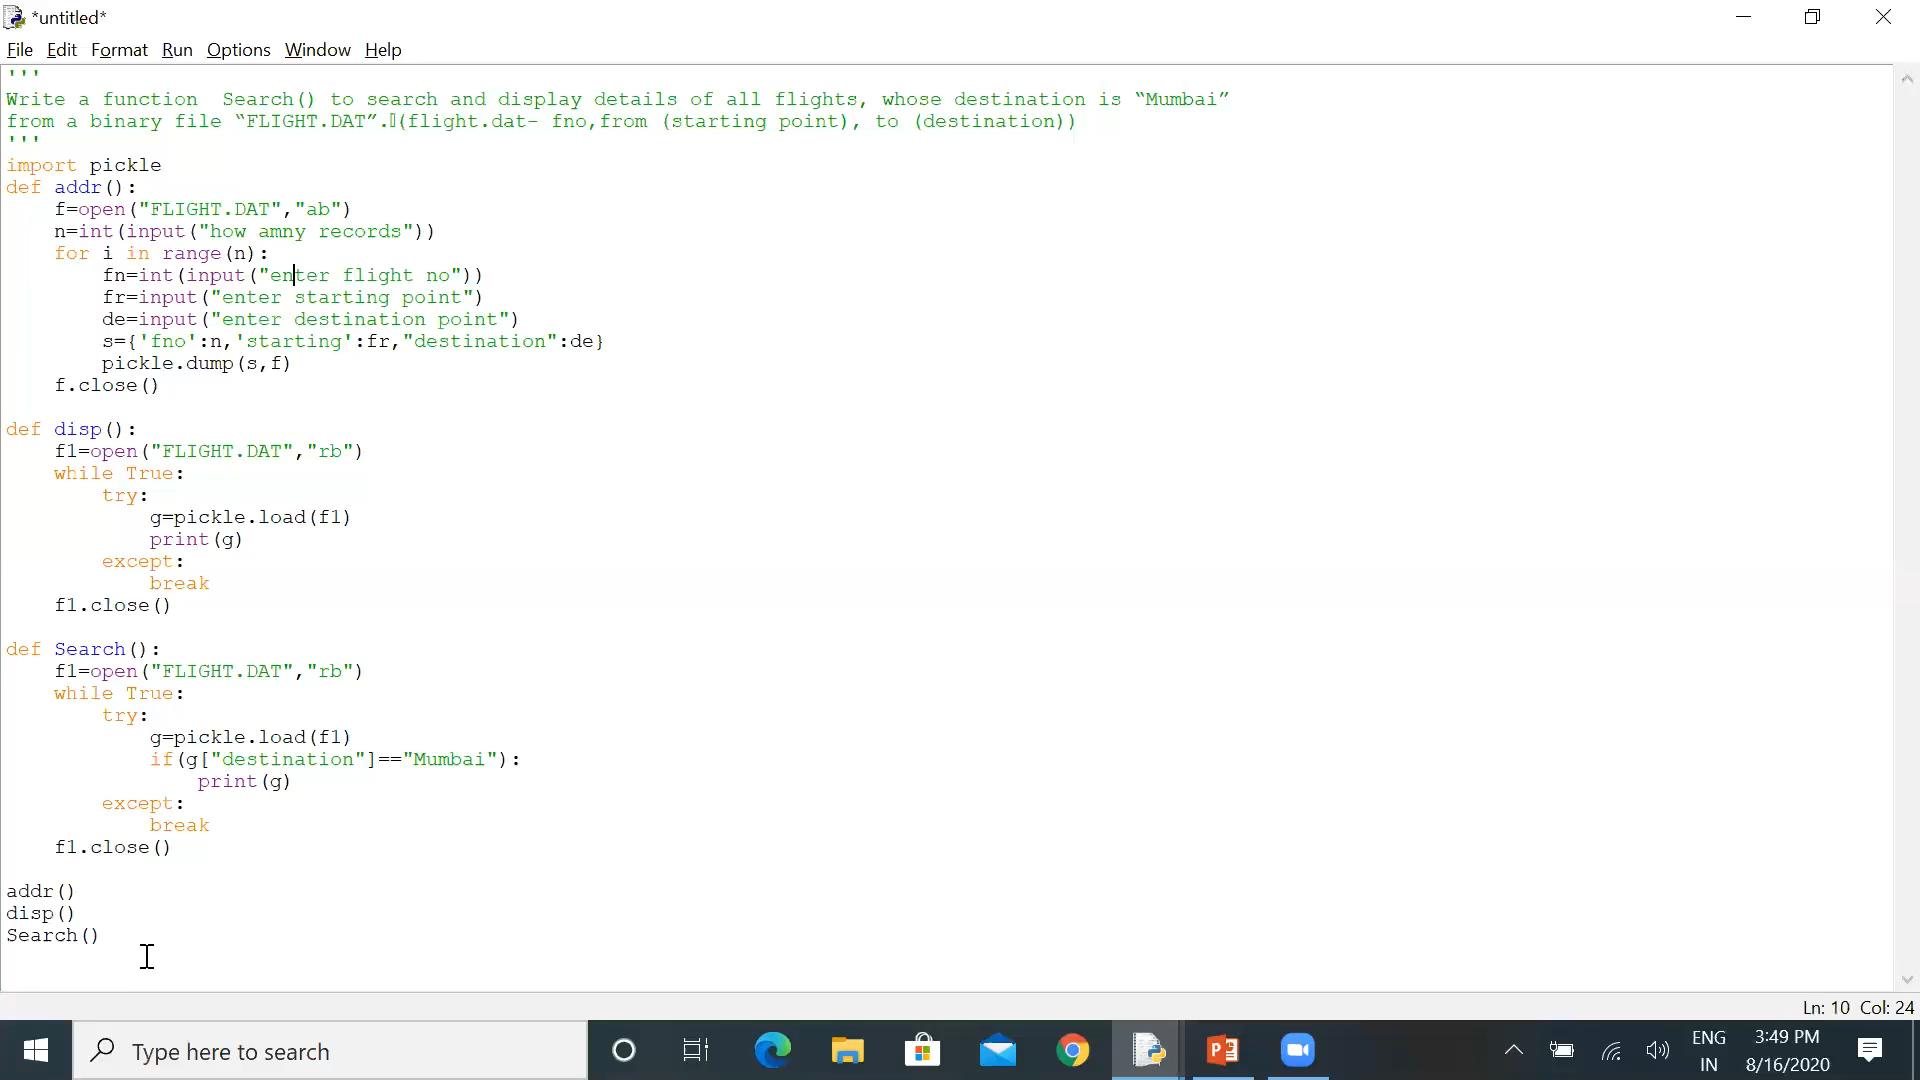 *untitled*
File Edit Format Run Options Window Help
'''
Write a function  Search() to search and display details of all flights, whose destination is “Mumbai”
from a binary file “FLIGHT.DAT”.(flight.dat- fno,from (starting point), to (destination))
'''
import pickle
def addr():
    f=open("FLIGHT.DAT","ab")
    n=int(input("how amny records"))
    for i in range(n):
        fn=int(input("enter flight no"))
        fr=input("enter starting point")
        de=input("enter destination point")
        s={'fno':n,'starting':fr,"destination":de}
        pickle.dump(s,f)
    f.close()
def disp():
    f1=open("FLIGHT.DAT","rb")
    while True:
        try:
            g=pickle.load(f1)
            print(g)
        except:
            break
    f1.close()
def Search():
    f1=open("FLIGHT.DAT","rb")
    while True:
        try:
            g=pickle.load(f1)
            if(g["destination"]=="Mumbai"):
                print(g)
        except:
            break
    f1.close()
addr()
disp()
Search()
Ln: 10 Col: 24
Type here to search
ENG
IN
3:49 PM
8/16/2020